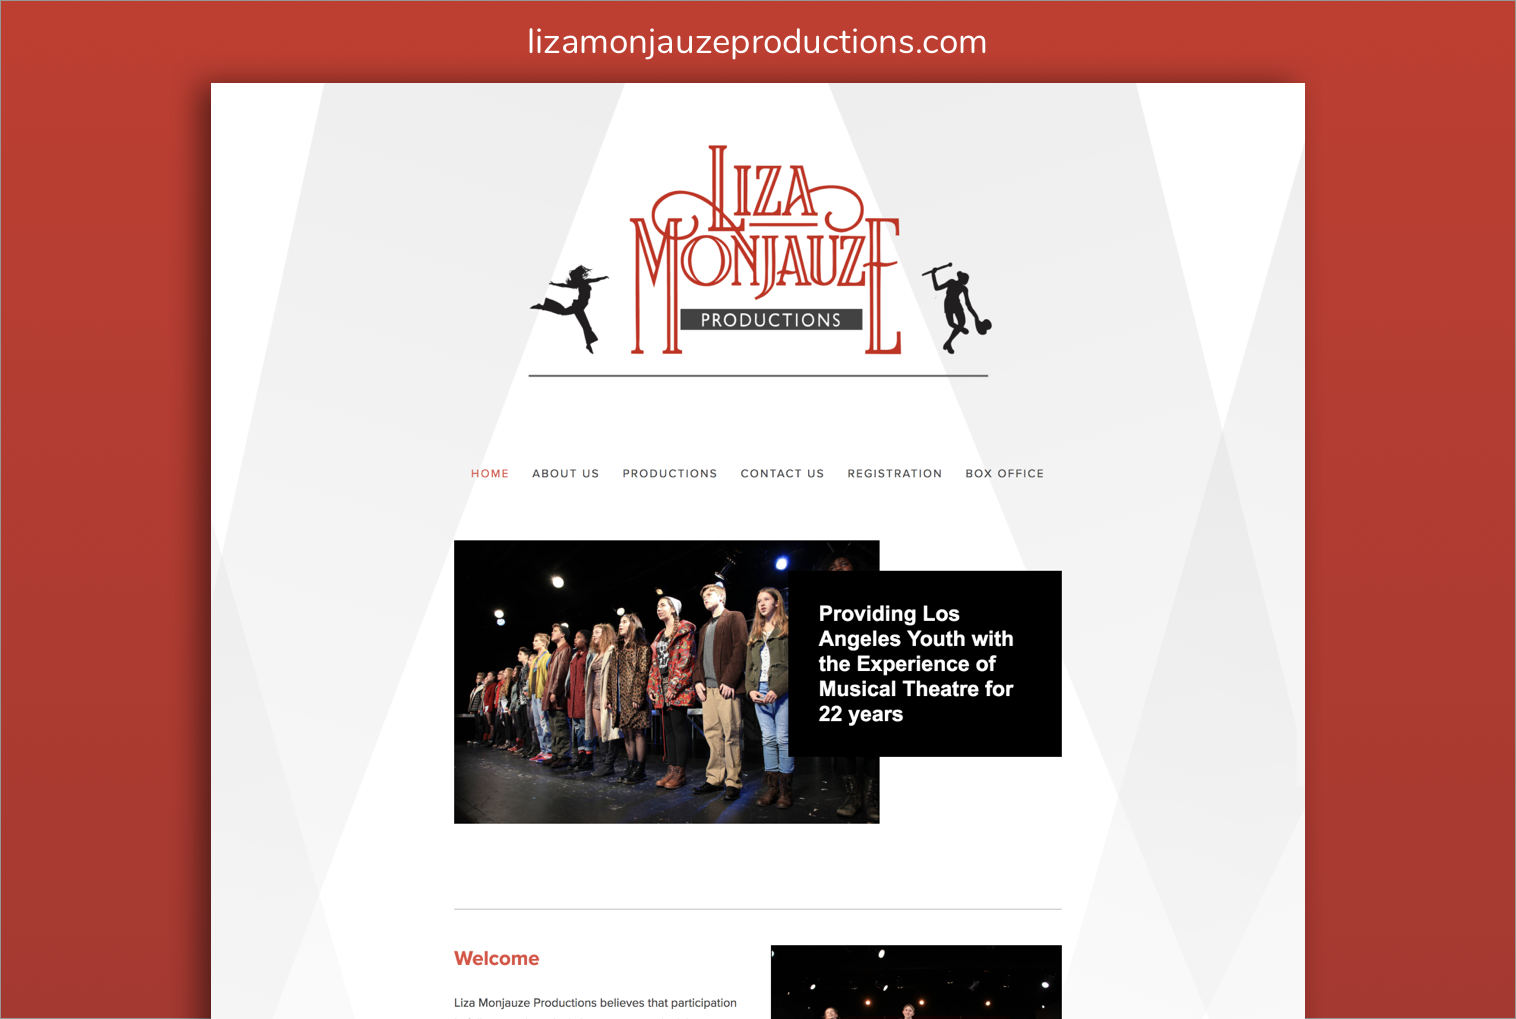 lizamonjauzeproductions.com
LIZA
MONJAUZE
PRODUCTIONS
HOME ABOUT US PRODUCTIONS CONTACT US REGISTRATION BOX OFFICE
Providing Los
Angeles Youth with
the Experience of
Musical Theatre for
22 years
Welcome
Liza Monjauze Productions believes that participation